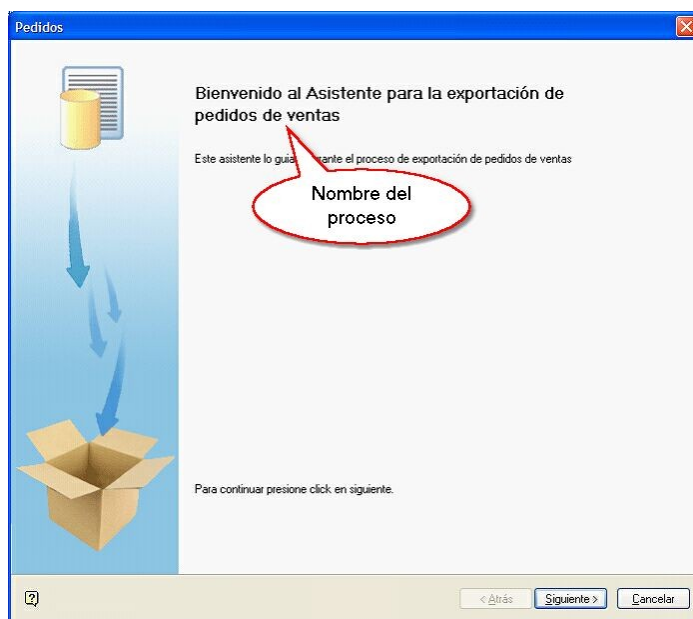 Pedidos
Bienvenido al Asistente para la exportación de
pedidos de ventas
Este asistente lo guia rante el proceso de exportación de pedidos de ventas
Nombre del
proceso
Para continuar presione click en siguiente.
< Atrás
Siguiente >
Cancelar